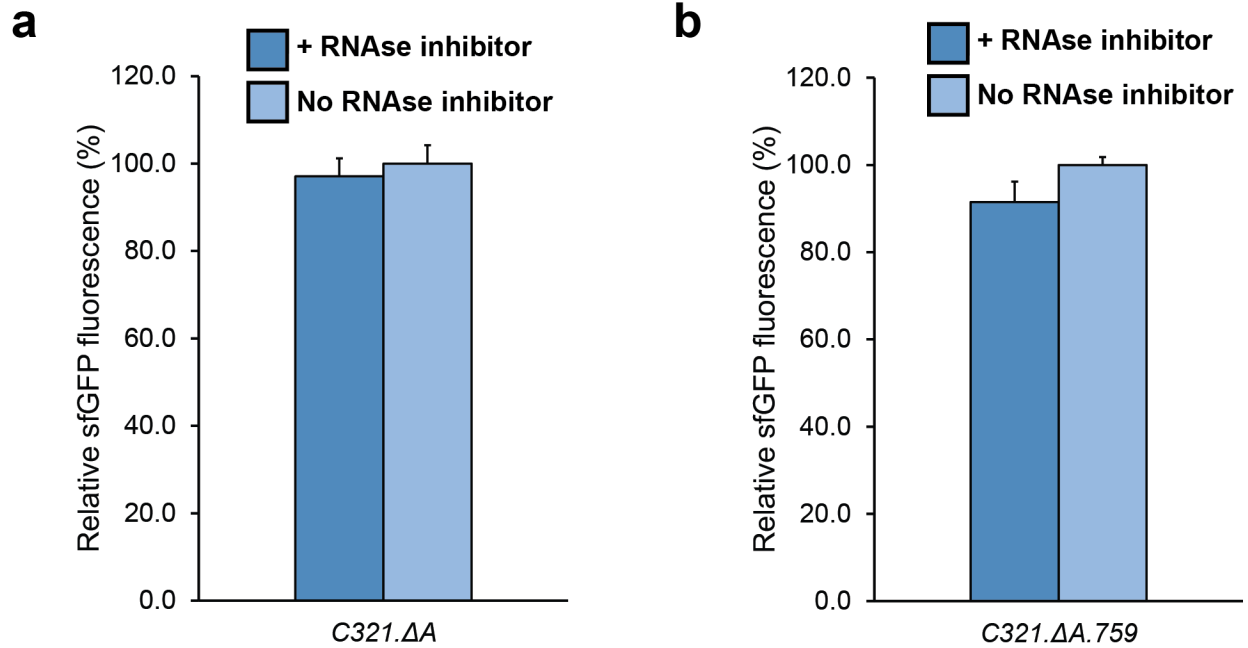 a
+ RNAse inhibitor
No RNAse inhibitor
Relative sfGFP fluorescence (%)
120.0
100.0
80.0
60.0
40.0
20.0
0.0
C321.ΔA
b
+ RNAse inhibitor
No RNAse inhibitor
Relative sfGFP fluorescence (%)
120.0
100.0
80.0
60.0
40.0
20.0
0.0
C321.ΔA.759